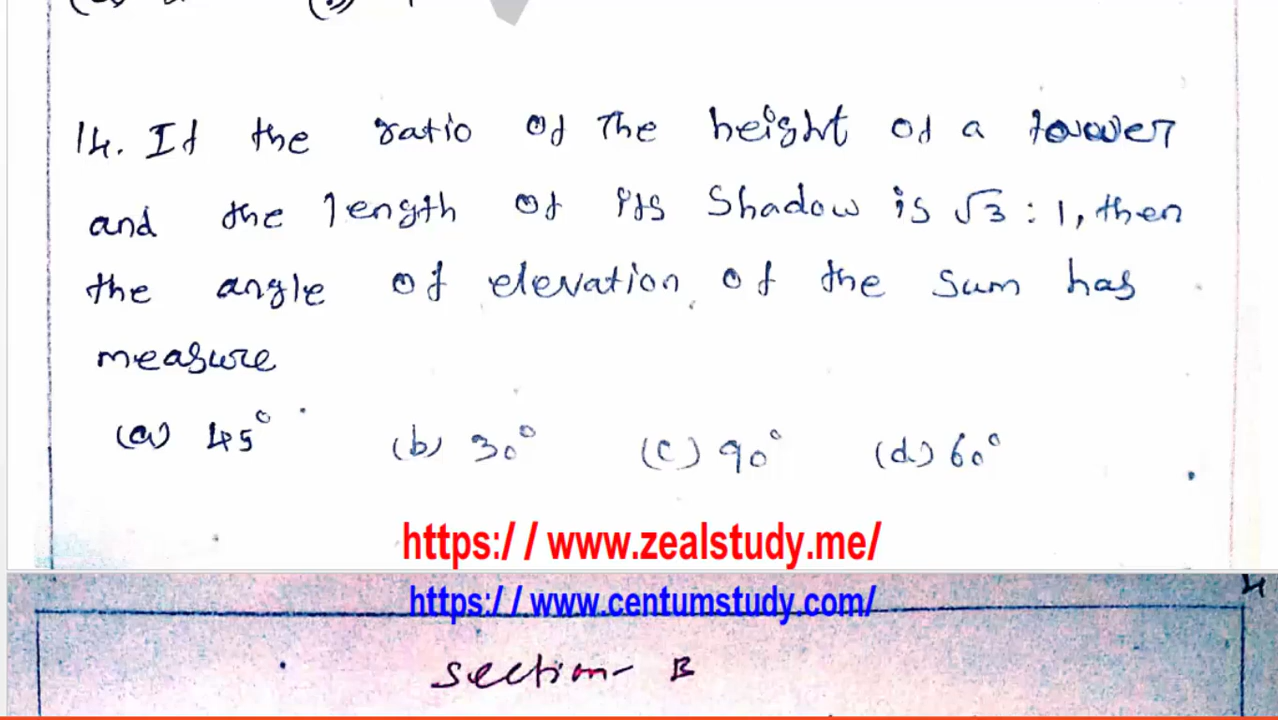 14. If the ratio of The height of a tower
and the length of its Shadow is √3 : 1, then
the angle of elevation of the Sum has
measure
(a) 45° (b) 30° (c) 90° (d) 60°
https:/ / www.zealstudy.me/
https:/ / www.centumstudy.com/
4
Section- B